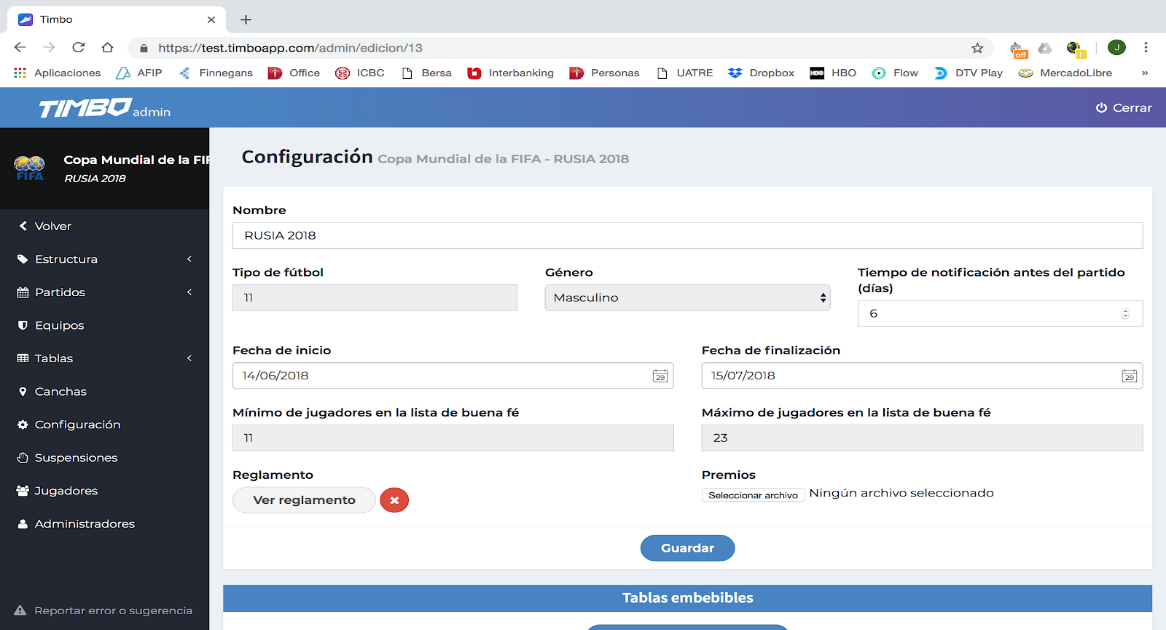 Timbo
https://test.timboapp.com/admin/edicion/13
off
1
J
Aplicaciones AFIP Finnegans Office ICBC Bersa Interbanking Personas UATRE Dropbox HBO HBO Flow DTV Play MercadoLibre »
TIMBO admin
Cerrar
FIFA
Copa Mundial de la FIF
RUSIA 2018
Volver
Estructura
Partidos
Equipos
Tablas
Canchas
Configuración
Suspensiones
Jugadores
Administradores
Reportar error o sugerencia
Configuración Copa Mundial de la FIFA - RUSIA 2018
Nombre
RUSIA 2018
Tipo de fútbol
11
Género
Masculino
Tiempo de notificación antes del partido
(días)
6
Fecha de inicio
14/06/2018
29
Fecha de finalización
15/07/2018
29
Mínimo de jugadores en la lista de buena fé
11
Máximo de jugadores en la lista de buena fé
23
Reglamento
Ver reglamento
Premios
Seleccionar archivo Ningún archivo seleccionado
Guardar
Tablas embebibles